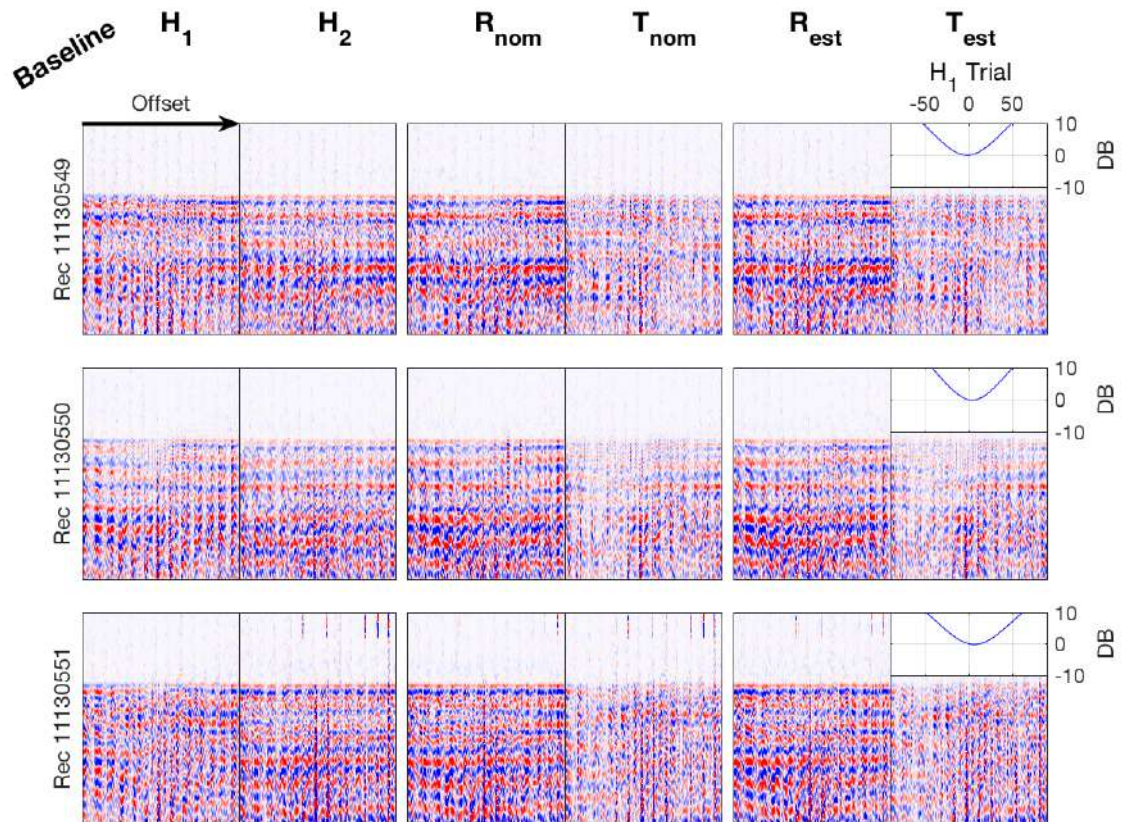 Baseline
H1 H2 Rnom Tnom Rest Test
H1 Trial
Offset
-50 0 50
Rec 11130549
10
0
-10
DB
Rec 11130550
10
0
-10
DB
Rec 11130551
10
0
-10
DB